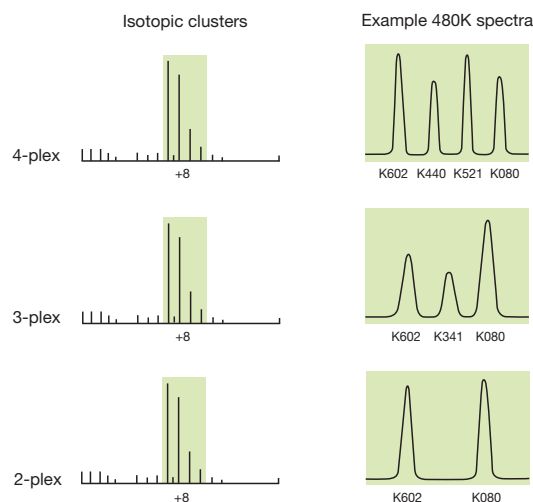 Isotopic clusters Example 480K spectra
4-plex
+8
K602 K440 K521 K080
3-plex
+8
K602 K341 K080
2-plex
+8
K602 K080